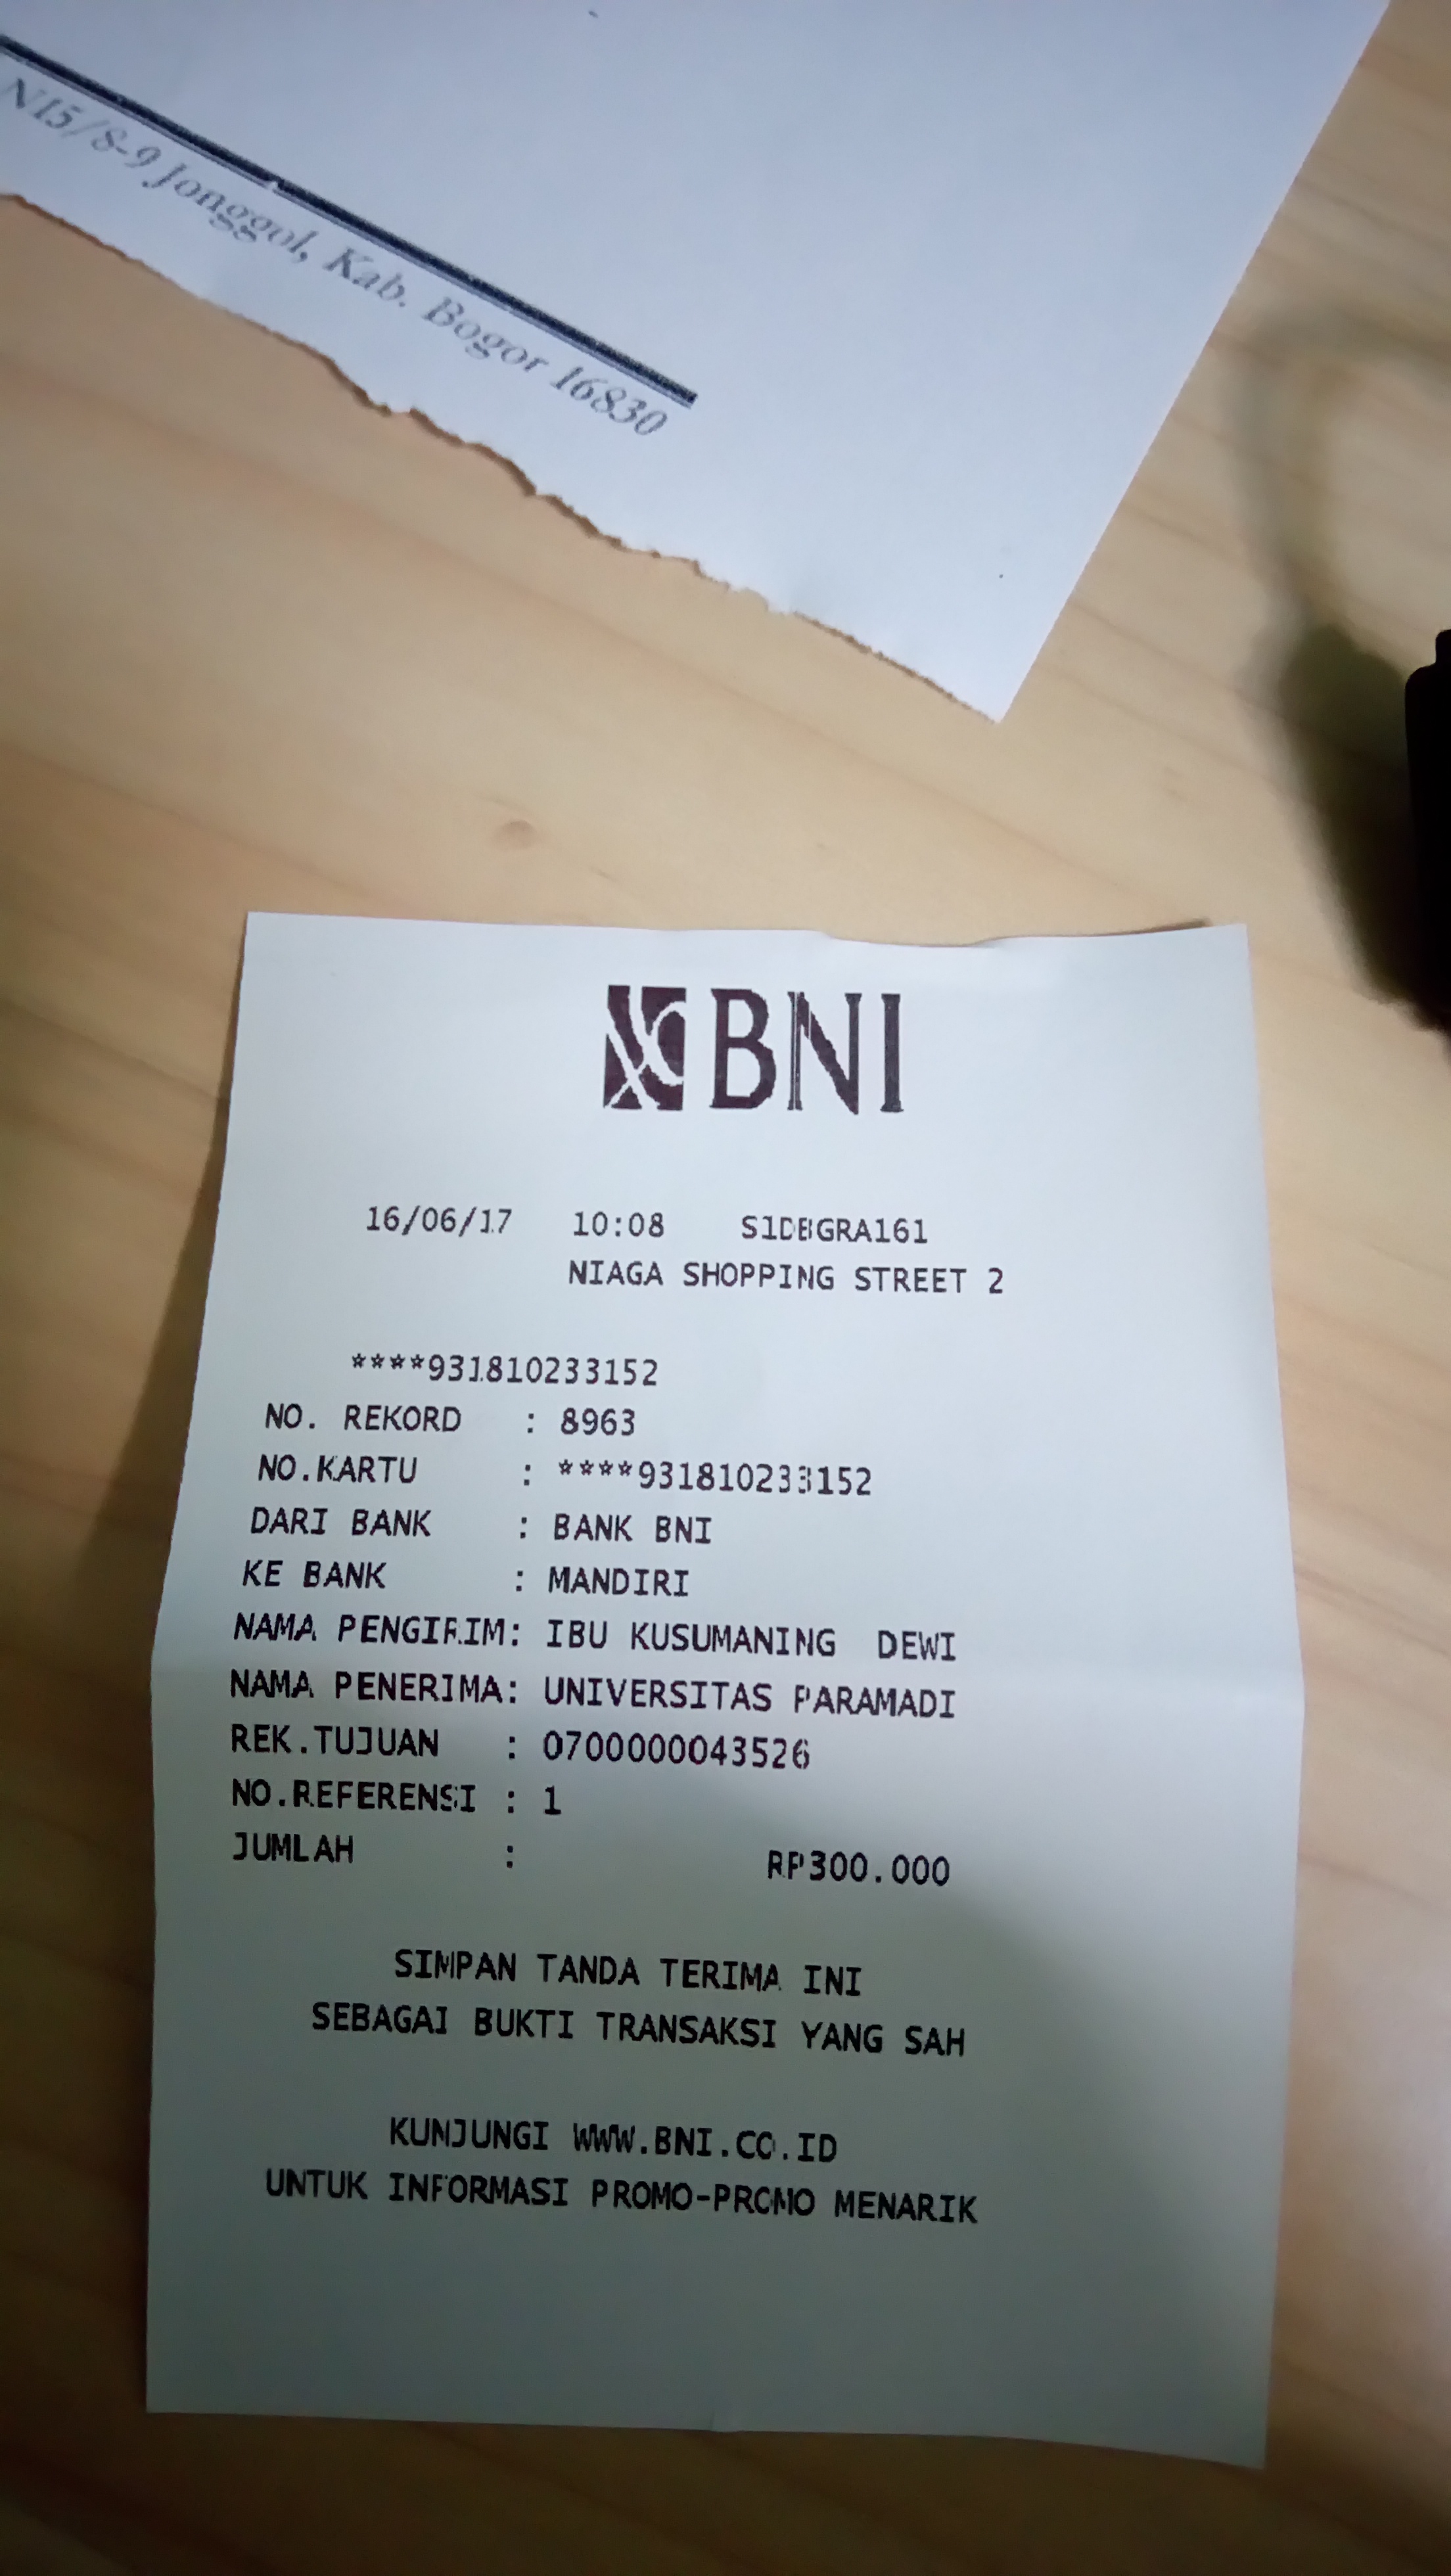 N15/8-9 Jonggol, Kab. Bogor 16830
BNI
16/06/17 10:08 S1DBGRA161
NIAGA SHOPPING STREET 2
****931810233152
NO. REKORD : 8963
NO.KARTU : ****931810233152
DARI BANK : BANK BNI
KE BANK : MANDIRI
NAMA PENGIRIM: IBU KUSUMANING DEWI
NAMA PENERIMA: UNIVERSITAS PARAMADI
REK.TUJUAN : 0700000043526
NO.REFERENSI : 1
JUMLAH : RP300.000
SIMPAN TANDA TERIMA INI
SEBAGAI BUKTI TRANSAKSI YANG SAH
KUNJUNGI WWW.BNI.CO.ID
UNTUK INFORMASI PROMO-PROMO MENARIK